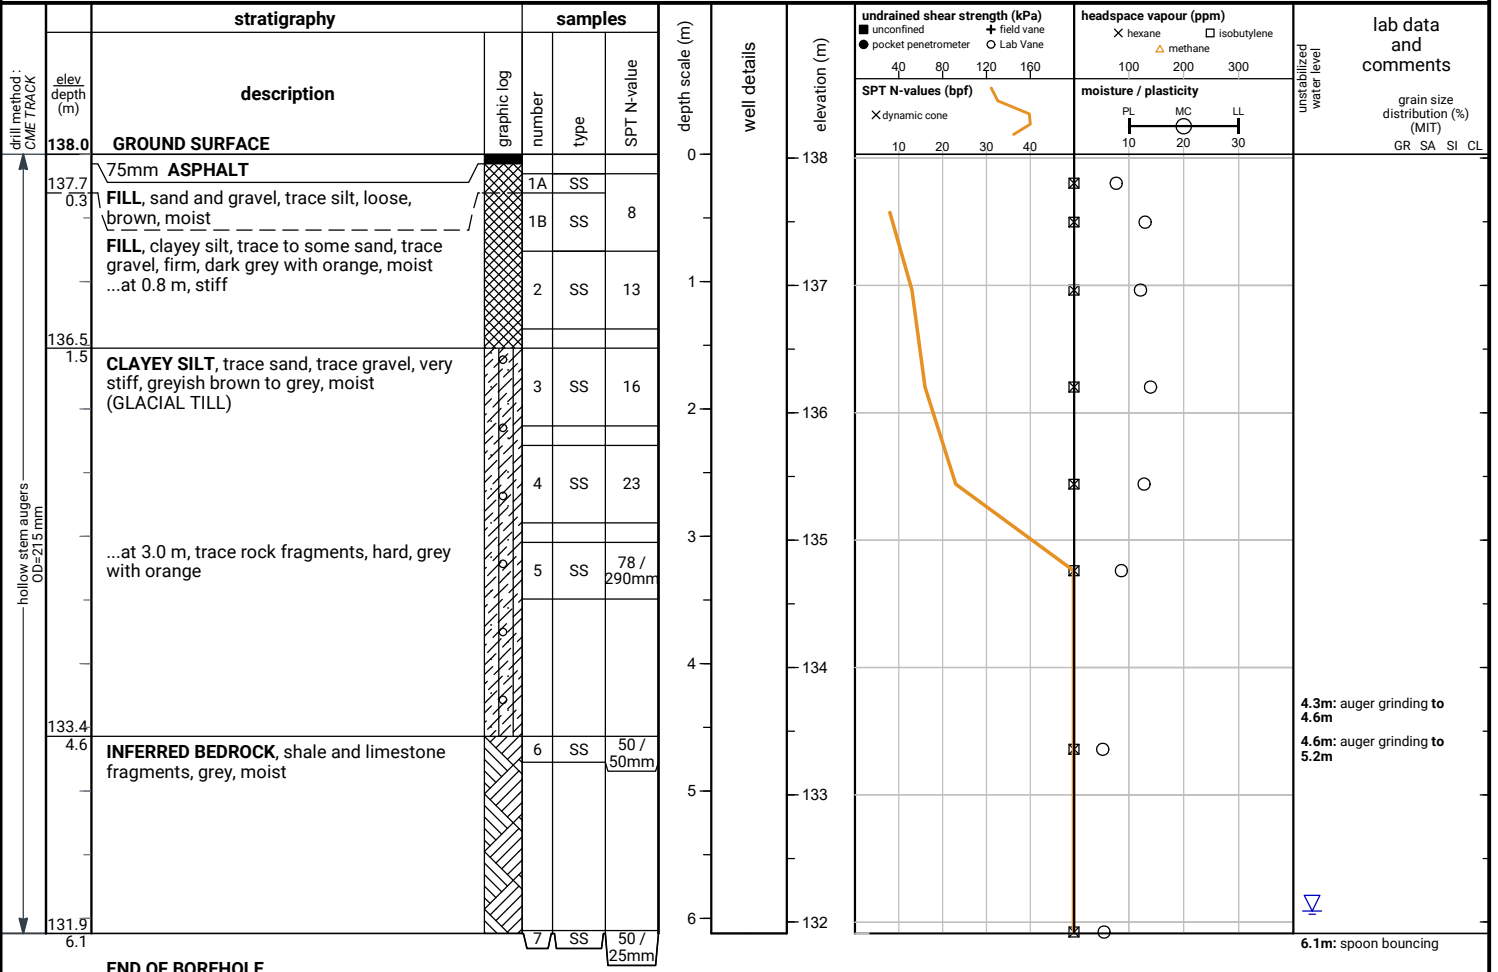 drill method :
CME TRACK
stratigraphy
samples
elev
depth
(m)
description
graphic log
number
type
SPT N-value
depth scale (m)
well details
elevation (m)
undrained shear strength (kPa)
unconfined
field vane
pocket penetrometer
Lab Vane
40 80 120 160
SPT N-values (bpf)
dynamic cone
10 20 30 40
headspace vapour (ppm)
hexane
isobutylene
methane
100 200 300
moisture / plasticity
PL MC LL
10 20 30
unstabilized
water level
lab data
and
comments
grain size
distribution (%)
(MIT)
GR SA SI CL
138.0 GROUND SURFACE
hollow stem augers
OD=215 mm
75mm ASPHALT
137.7
0.3
FILL, sand and gravel, trace silt, loose,
brown, moist
FILL, clayey silt, trace to some sand, trace
gravel, firm, dark grey with orange, moist
...at 0.8 m, stiff
136.5
1.5
CLAYEY SILT, trace sand, trace gravel, very
stiff, greyish brown to grey, moist
(GLACIAL TILL)
...at 3.0 m, trace rock fragments, hard, grey
with orange
133.4
4.6
INFERRED BEDROCK, shale and limestone
fragments, grey, moist
131.9
6.1
END OF BOREHOLE
1A SS
1B SS
8
2 SS 13
3 SS 16
4 SS 23
5 SS 78 /
290mm
6 SS 50 /
50mm
7 SS 50 /
25mm
0
1
2
3
4
5
6
138
137
136
135
134
133
132
4.3m: auger grinding to
4.6m
4.6m: auger grinding to
5.2m
6.1m: spoon bouncing